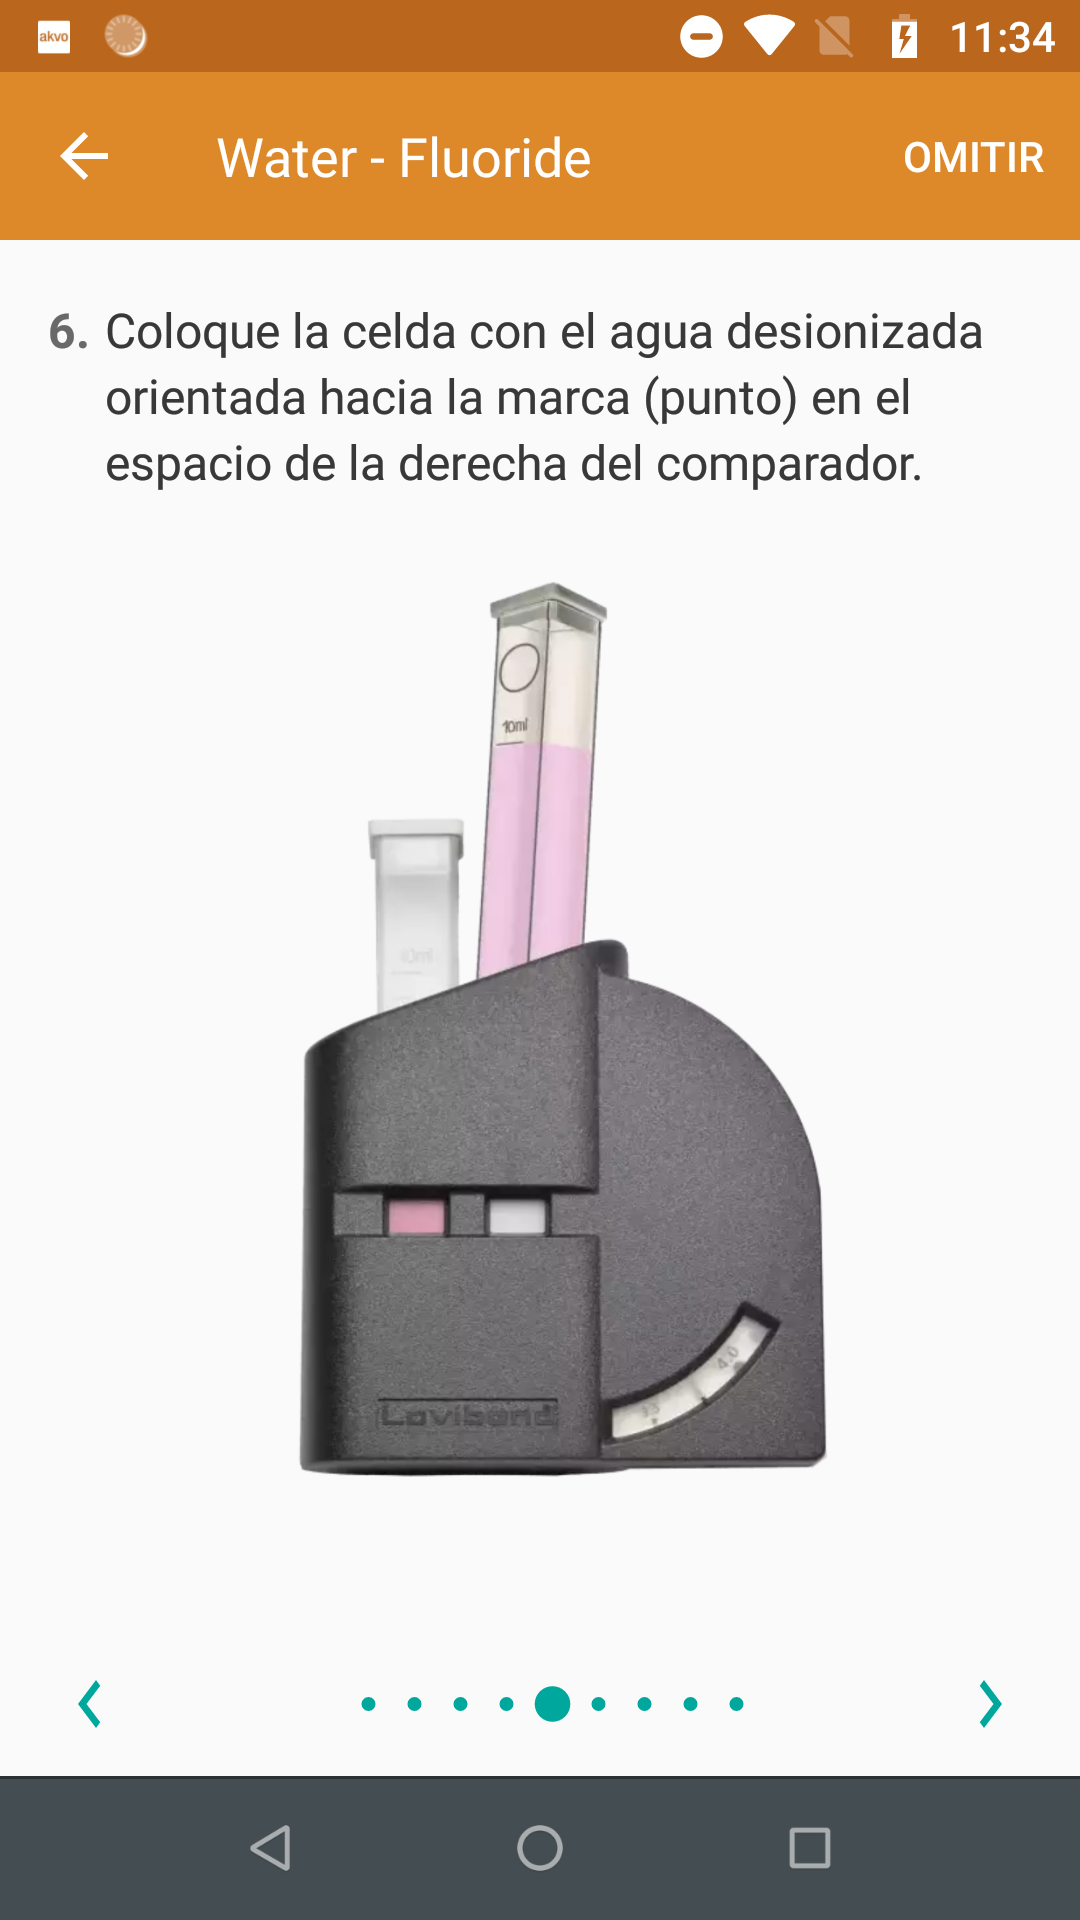 akvo
11:34
Water - Fluoride
OMITIR
6. Coloque la celda con el agua desionizada
orientada hacia la marca (punto) en el
espacio de la derecha del comparador.
10ml
10ml
4.0
3.5
Lovibond